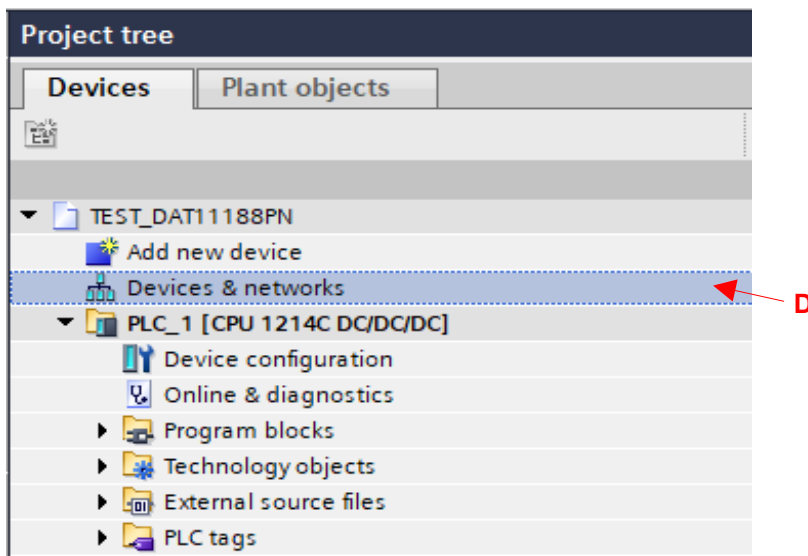 Project tree
Devices
Plant objects
TEST_DAT11188PN
Add new device
Devices & networks
D
PLC_1 [CPU 1214C DC/DC/DC]
Device configuration
Online & diagnostics
Program blocks
Technology objects
External source files
PLC tags